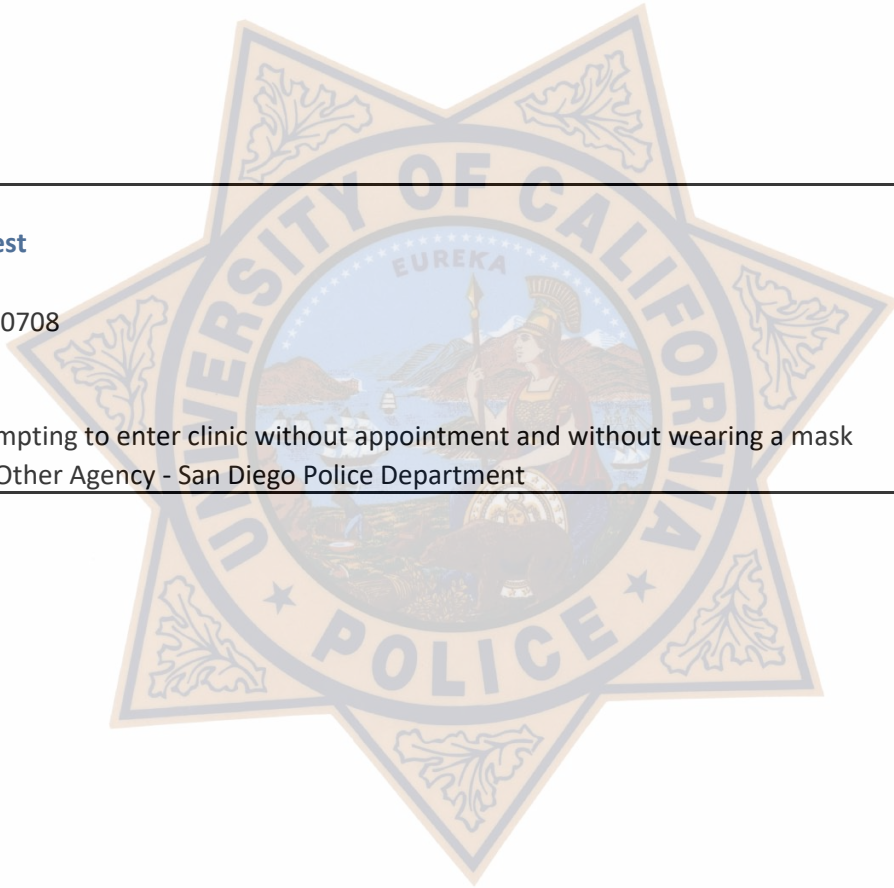 est
0708
mpting to enter clinic without appointment and without wearing a mask
Other Agency - San Diego Police Department
UNIVERSITY OF CALIFORNIA
EUREKA
POLICE